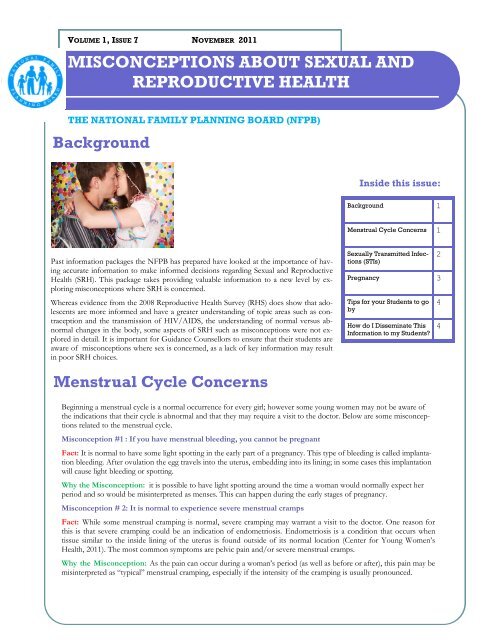 VOLUME 1, ISSUE 7 NOVEMBER 2011
NATIONAL FAMILY PLANNING BOARD
MISCONCEPTIONS ABOUT SEXUAL AND
REPRODUCTIVE HEALTH
THE NATIONAL FAMILY PLANNING BOARD (NFPB)
Background
Past information packages the NFPB has prepared have looked at the importance of hav-
ing accurate information to make informed decisions regarding Sexual and Reproductive
Health (SRH). This package takes providing valuable information to a new level by ex-
ploring misconceptions where SRH is concerned.
Whereas evidence from the 2008 Reproductive Health Survey (RHS) does show that ado-
lescents are more informed and have a greater understanding of topic areas such as con-
traception and the transmission of HIV/AIDS, the understanding of normal versus ab-
normal changes in the body, some aspects of SRH such as misconceptions were not ex-
plored in detail. It is important for Guidance Counsellors to ensure that their students are
aware of misconceptions where sex is concerned, as a lack of key information may result
in poor SRH choices.
Inside this issue:
Background 1
Menstrual Cycle Concerns 1
Sexually Transmitted Infec-
tions (STIs) 2
Pregnancy 3
Tips for your Students to go
by 4
How do I Disseminate This
Information to my Students? 4
Menstrual Cycle Concerns
Beginning a menstrual cycle is a normal occurrence for every girl; however some young women may not be aware of
the indications that their cycle is abnormal and that they may require a visit to the doctor. Below are some misconcep-
tions related to the menstrual cycle.
Misconception #1 : If you have menstrual bleeding, you cannot be pregnant
Fact: It is normal to have some light spotting in the early part of a pregnancy. This type of bleeding is called implanta-
tion bleeding. After ovulation the egg travels into the uterus, embedding into its lining; in some cases this implantation
will cause light bleeding or spotting.
Why the Misconception: it is possible to have light spotting around the time a woman would normally expect her
period and so would be misinterpreted as menses. This can happen during the early stages of pregnancy.
Misconception # 2: It is normal to experience severe menstrual cramps
Fact: While some menstrual cramping is normal, severe cramping may warrant a visit to the doctor. One reason for
this is that severe cramping could be an indication of endometriosis. Endometriosis is a condition that occurs when
tissue similar to the inside lining of the uterus is found outside of its normal location (Center for Young Women's
Health, 2011). The most common symptoms are pelvic pain and/or severe menstrual cramps.
Why the Misconception: As the pain can occur during a woman's period (as well as before or after), this pain may be
misinterpreted as "typical" menstrual cramping, especially if the intensity of the cramping is usually pronounced.